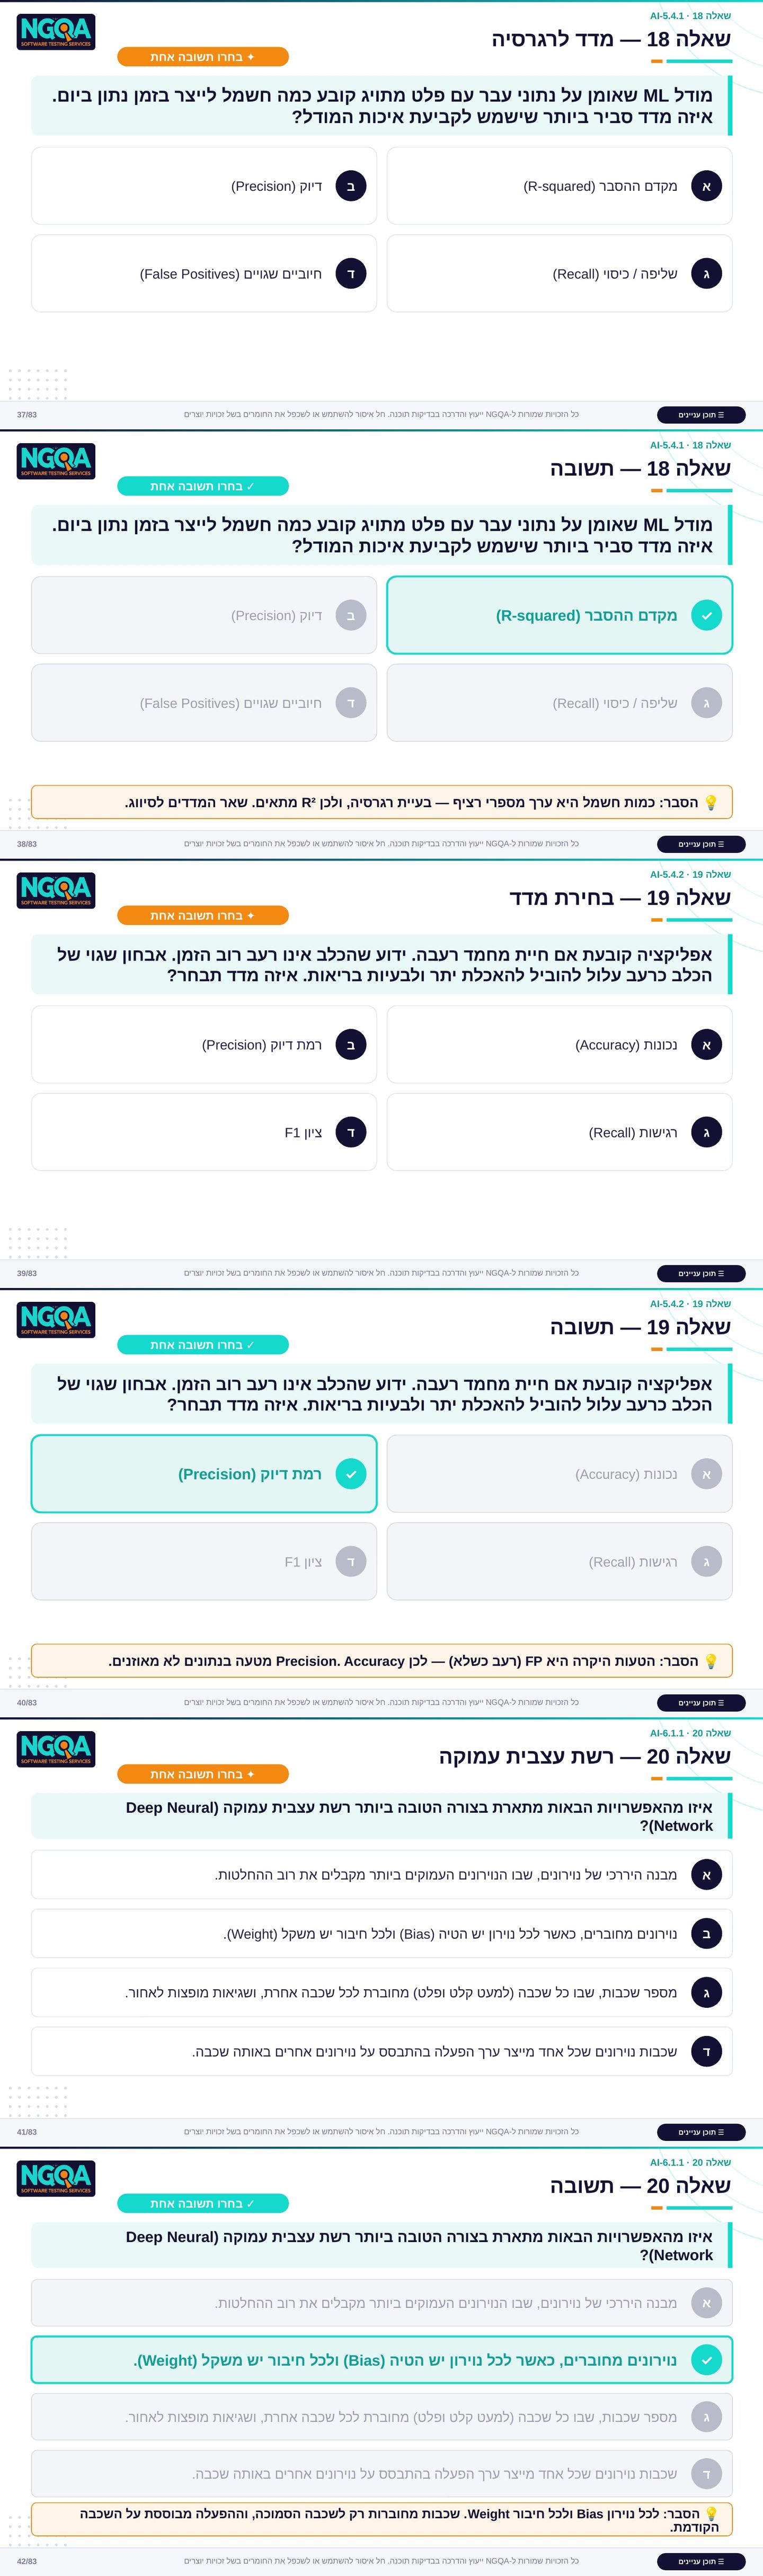 שאלה 18 · AI-5.4.1
NGQA
SOFTWARE TESTING SERVICES
שאלה 18 — מדד לרגרסיה
✦ בחרו תשובה אחת
מודל ML שאומן על נתוני עבר עם פלט מתויג קובע כמה חשמל לייצר בזמן נתון ביום.
איזה מדד סביר ביותר שישמש לקביעת איכות המודל?
א מקדם ההסבר (R-squared)
ב דיוק (Precision)
ג שליפה / כיסוי (Recall)
ד חיוביים שגויים (False Positives)
☰ תוכן עניינים
כל הזכויות שמורות ל-NGQA ייעוץ והדרכה בבדיקות תוכנה. חל איסור להשתמש או לשכפל את החומרים בשל זכויות יוצרים
37/83
שאלה 18 · AI-5.4.1
NGQA
SOFTWARE TESTING SERVICES
שאלה 18 — תשובה
✓ בחרו תשובה אחת
מודל ML שאומן על נתוני עבר עם פלט מתויג קובע כמה חשמל לייצר בזמן נתון ביום.
איזה מדד סביר ביותר שישמש לקביעת איכות המודל?
✓ מקדם ההסבר (R-squared)
ב דיוק (Precision)
ג שליפה / כיסוי (Recall)
ד חיוביים שגויים (False Positives)
💡 הסבר: כמות חשמל היא ערך מספרי רציף — בעיית רגרסיה, ולכן R² מתאים. שאר המדדים לסיווג.
☰ תוכן עניינים
כל הזכויות שמורות ל-NGQA ייעוץ והדרכה בבדיקות תוכנה. חל איסור להשתמש או לשכפל את החומרים בשל זכויות יוצרים
38/83
שאלה 19 · AI-5.4.2
NGQA
SOFTWARE TESTING SERVICES
שאלה 19 — בחירת מדד
✦ בחרו תשובה אחת
אפליקציה קובעת אם חיית מחמד רעבה. ידוע שהכלב אינו רעב רוב הזמן. אבחון שגוי של
הכלב כרעב עלול להוביל להאכלת יתר ולבעיות בריאות. איזה מדד תבחר?
א נכונות (Accuracy)
ב רמת דיוק (Precision)
ג רגישות (Recall)
ד ציון F1
☰ תוכן עניינים
כל הזכויות שמורות ל-NGQA ייעוץ והדרכה בבדיקות תוכנה. חל איסור להשתמש או לשכפל את החומרים בשל זכויות יוצרים
39/83
שאלה 19 · AI-5.4.2
NGQA
SOFTWARE TESTING SERVICES
שאלה 19 — תשובה
✓ בחרו תשובה אחת
אפליקציה קובעת אם חיית מחמד רעבה. ידוע שהכלב אינו רעב רוב הזמן. אבחון שגוי של
הכלב כרעב עלול להוביל להאכלת יתר ולבעיות בריאות. איזה מדד תבחר?
א נכונות (Accuracy)
✓ רמת דיוק (Precision)
ג רגישות (Recall)
ד ציון F1
💡 הסבר: הטעות היקרה היא FP (רעב כשלא) — לכן Precision. Accuracy מטעה בנתונים לא מאוזנים.
☰ תוכן עניינים
כל הזכויות שמורות ל-NGQA ייעוץ והדרכה בבדיקות תוכנה. חל איסור להשתמש או לשכפל את החומרים בשל זכויות יוצרים
40/83
שאלה 20 · AI-6.1.1
NGQA
SOFTWARE TESTING SERVICES
שאלה 20 — רשת עצבית עמוקה
✦ בחרו תשובה אחת
איזו מהאפשרויות הבאות מתארת בצורה הטובה ביותר רשת עצבית עמוקה (Deep Neural
Network)?
א מבנה היררכי של נוירונים, שבו הנוירונים העמוקים ביותר מקבלים את רוב ההחלטות.
ב נוירונים מחוברים, כאשר לכל נוירון יש הטיה (Bias) ולכל חיבור יש משקל (Weight).
ג מספר שכבות, שבו כל שכבה (למעט קלט ופלט) מחוברת לכל שכבה אחרת, ושגיאות מופצות לאחור.
ד שכבות נוירונים שכל אחד מייצר ערך הפעלה בהתבסס על נוירונים אחרים באותה שכבה.
☰ תוכן עניינים
כל הזכויות שמורות ל-NGQA ייעוץ והדרכה בבדיקות תוכנה. חל איסור להשתמש או לשכפל את החומרים בשל זכויות יוצרים
41/83
שאלה 20 · AI-6.1.1
NGQA
SOFTWARE TESTING SERVICES
שאלה 20 — תשובה
✓ בחרו תשובה אחת
איזו מהאפשרויות הבאות מתארת בצורה הטובה ביותר רשת עצבית עמוקה (Deep Neural
Network)?
א מבנה היררכי של נוירונים, שבו הנוירונים העמוקים ביותר מקבלים את רוב ההחלטות.
✓ נוירונים מחוברים, כאשר לכל נוירון יש הטיה (Bias) ולכל חיבור יש משקל (Weight).
ג מספר שכבות, שבו כל שכבה (למעט קלט ופלט) מחוברת לכל שכבה אחרת, ושגיאות מופצות לאחור.
ד שכבות נוירונים שכל אחד מייצר ערך הפעלה בהתבסס על נוירונים אחרים באותה שכבה.
💡 הסבר: לכל נוירון Bias ולכל חיבור Weight. שכבות מחוברות רק לשכבה הסמוכה, וההפעלה מבוססת על השכבה
הקודמת.
☰ תוכן עניינים
כל הזכויות שמורות ל-NGQA ייעוץ והדרכה בבדיקות תוכנה. חל איסור להשתמש או לשכפל את החומרים בשל זכויות יוצרים
42/83